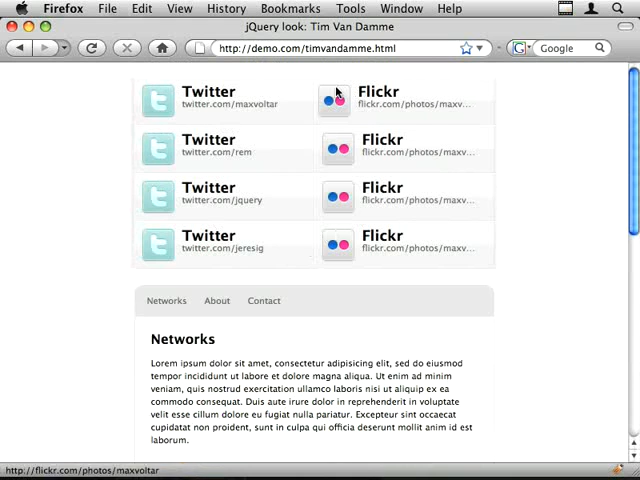 Firefox File Edit View History Bookmarks Tools Window Help
jQuery look: Tim Van Damme
http://demo.com/timvandamme.html
G Google
Twitter
twitter.com/maxvoltar
Flickr
flickr.com/photos/maxv...
Twitter
twitter.com/rem
Flickr
flickr.com/photos/maxv...
Twitter
twitter.com/jquery
Flickr
flickr.com/photos/maxv...
Twitter
twitter.com/jeresig
Flickr
flickr.com/photos/maxv...
Networks About Contact
Networks
Lorem ipsum dolor sit amet, consectetur adipisicing elit, sed do eiusmod
tempor incididunt ut labore et dolore magna aliqua. Ut enim ad minim
veniam, quis nostrud exercitation ullamco laboris nisi ut aliquip ex ea
commodo consequat. Duis aute irure dolor in reprehenderit in voluptate
velit esse cillum dolore eu fugiat nulla pariatur. Excepteur sint occaecat
cupidatat non proident, sunt in culpa qui officia deserunt mollit anim id est
laborum.
http://flickr.com/photos/maxvoltar